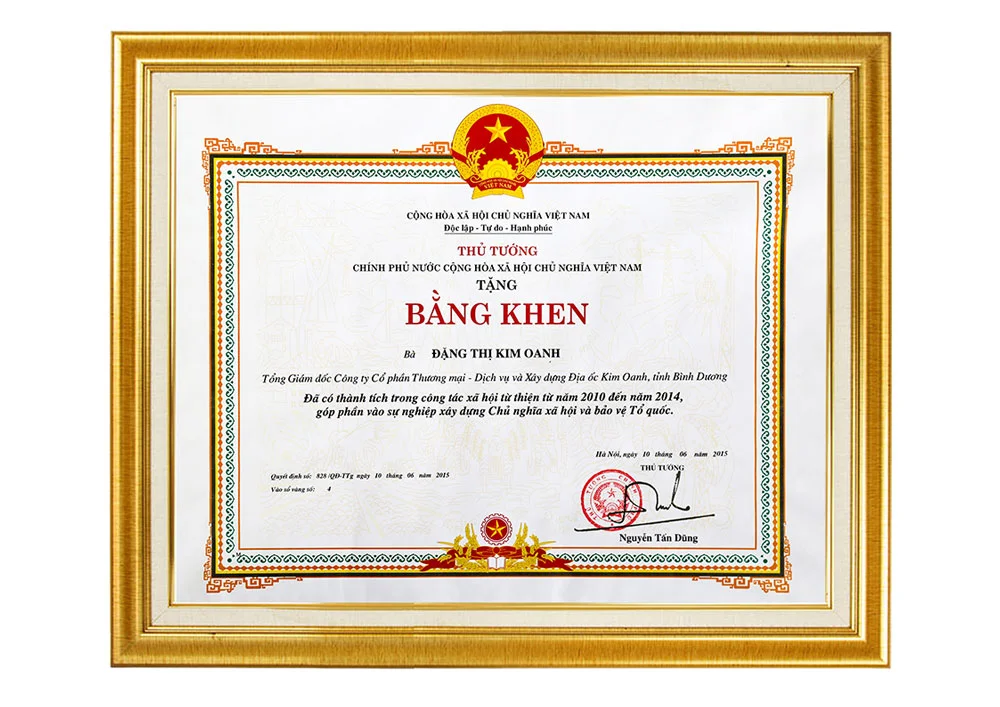 VIỆT NAM
CỘNG HÒA XÃ HỘI CHỦ NGHĨA VIỆT NAM
Độc lập - Tự do - Hạnh phúc
THỦ TƯỚNG
CHÍNH PHỦ NƯỚC CỘNG HÒA XÃ HỘI CHỦ NGHĨA VIỆT NAM
TẶNG
BẰNG KHEN
Bà ĐẶNG THỊ KIM OANH
Tổng Giám đốc Công ty Cổ phần Thương mại - Dịch vụ và Xây dựng Địa ốc Kim Oanh, tỉnh Bình Dương
Đã có thành tích trong công tác xã hội từ thiện từ năm 2010 đến năm 2014,
góp phần vào sự nghiệp xây dựng Chủ nghĩa xã hội và bảo vệ Tổ quốc.
Hà Nội, ngày 10 tháng 06 năm 2015
THỦ TƯỚNG
Quyết định số: 828 /QĐ-TTg ngày 10 tháng 06 năm 2015
Vào sổ vàng số: 4
THỦ TƯỚNG CHÍNH
Nguyễn Tấn Dũng